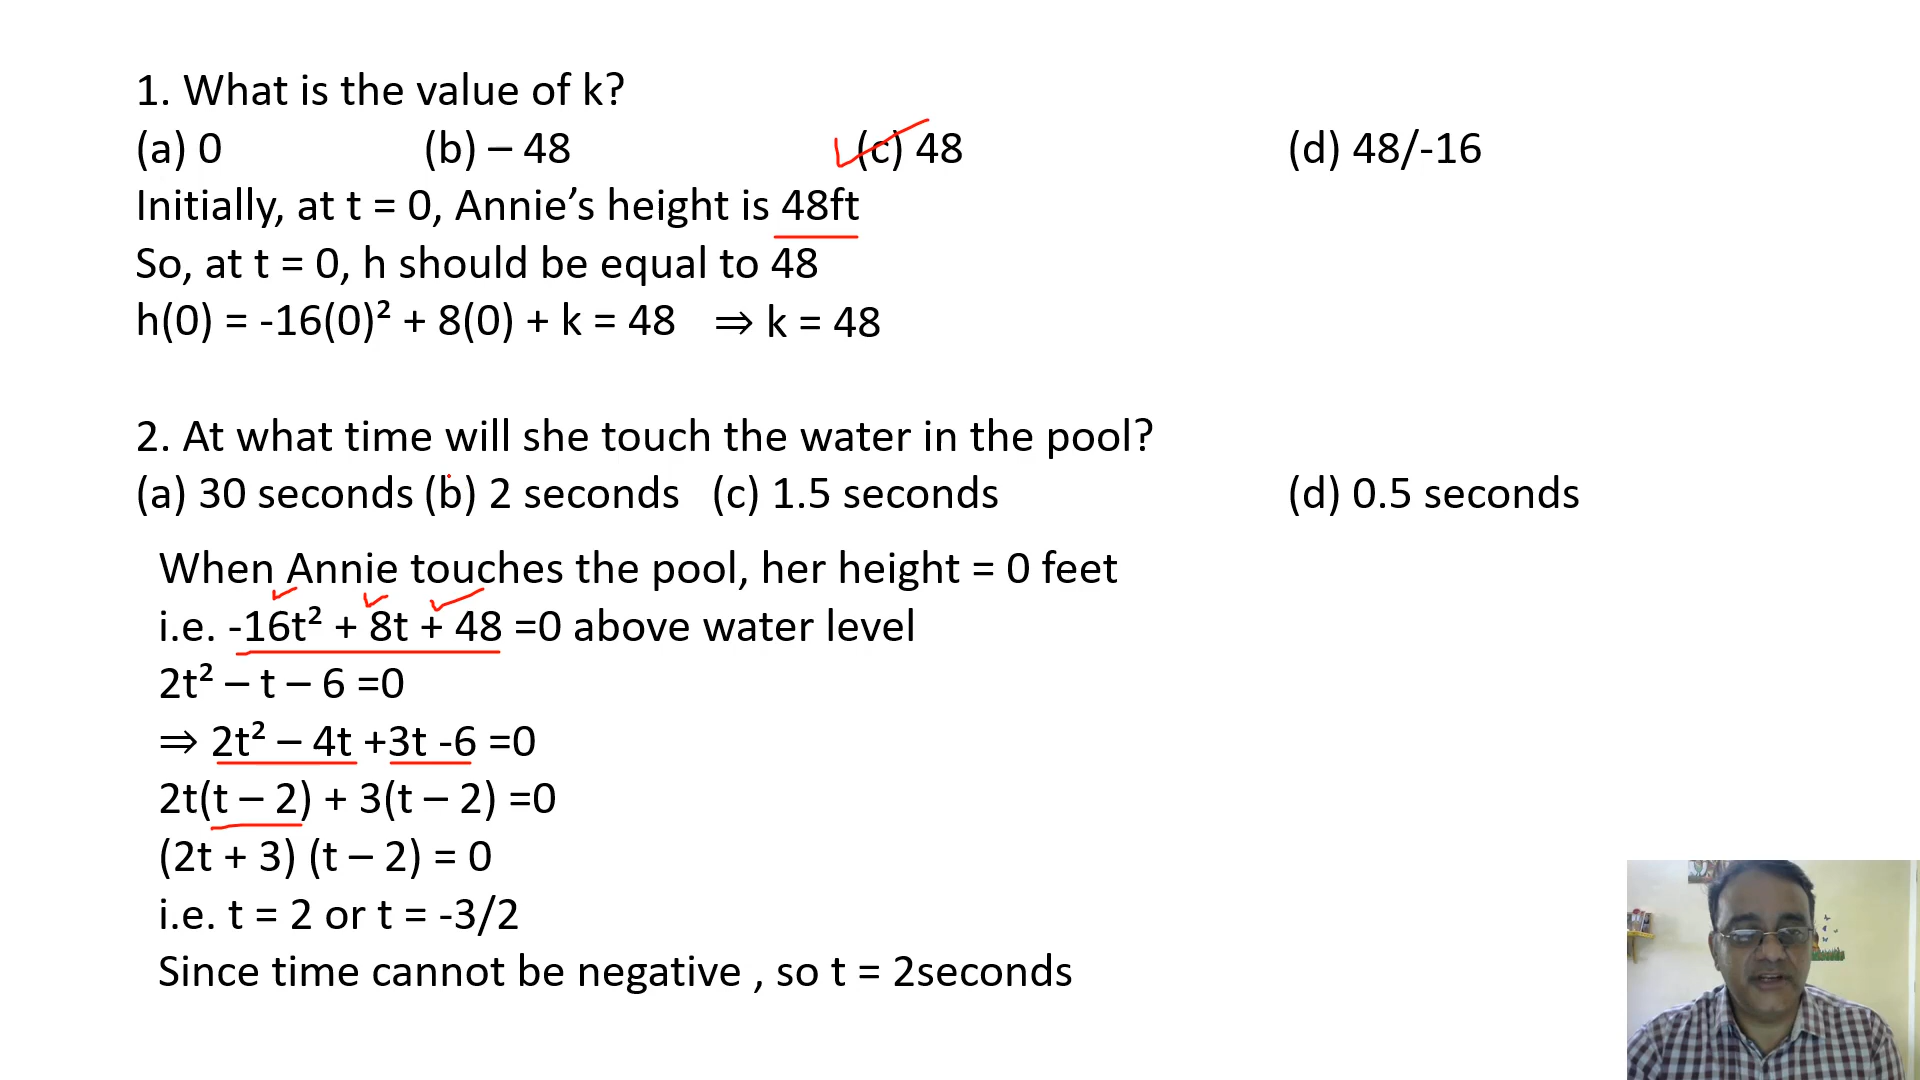 1. What is the value of k?
(a) 0 (b) – 48 (c) 48 (d) 48/-16
Initially, at t = 0, Annie’s height is 48ft
So, at t = 0, h should be equal to 48
h(0) = -16(0)² + 8(0) + k = 48 ⇒ k = 48
2. At what time will she touch the water in the pool?
(a) 30 seconds (b) 2 seconds (c) 1.5 seconds (d) 0.5 seconds
When Annie touches the pool, her height = 0 feet
i.e. -16t² + 8t + 48 =0 above water level
2t² – t – 6 =0
⇒ 2t² – 4t +3t -6 =0
2t(t – 2) + 3(t – 2) =0
(2t + 3) (t – 2) = 0
i.e. t = 2 or t = -3/2
Since time cannot be negative , so t = 2seconds